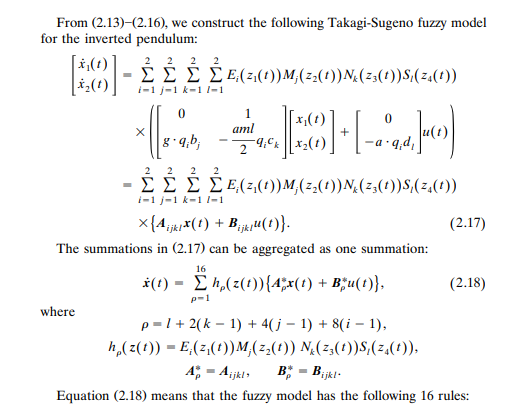 From (2.13)–(2.16), we construct the following Takagi-Sugeno fuzzy model
for the inverted pendulum:
[ẋ₁(t); ẋ₂(t)] = Σ_{i=1}^{2} Σ_{j=1}^{2} Σ_{k=1}^{2} Σ_{l=1}^{2} E_i(z₁(t))M_j(z₂(t))N_k(z₃(t))S_l(z₄(t))
× ( [0, 1; g·q_i b_j, −(aml/2) q_i c_k] [x₁(t); x₂(t)] + [0; −a·q_i d_l] u(t) )
= Σ_{i=1}^{2} Σ_{j=1}^{2} Σ_{k=1}^{2} Σ_{l=1}^{2} E_i(z₁(t))M_j(z₂(t))N_k(z₃(t))S_l(z₄(t))
× {A_{ijkl} x(t) + B_{ijkl} u(t)}. (2.17)
The summations in (2.17) can be aggregated as one summation:
ẋ(t) = Σ_{ρ=1}^{16} h_ρ(z(t)){A*_ρ x(t) + B*_ρ u(t)}, (2.18)
where
ρ = l + 2(k − 1) + 4(j − 1) + 8(i − 1),
h_ρ(z(t)) = E_i(z₁(t))M_j(z₂(t)) N_k(z₃(t))S_l(z₄(t)),
A*_ρ = A_{ijkl}, B*_ρ = B_{ijkl}.
Equation (2.18) means that the fuzzy model has the following 16 rules: